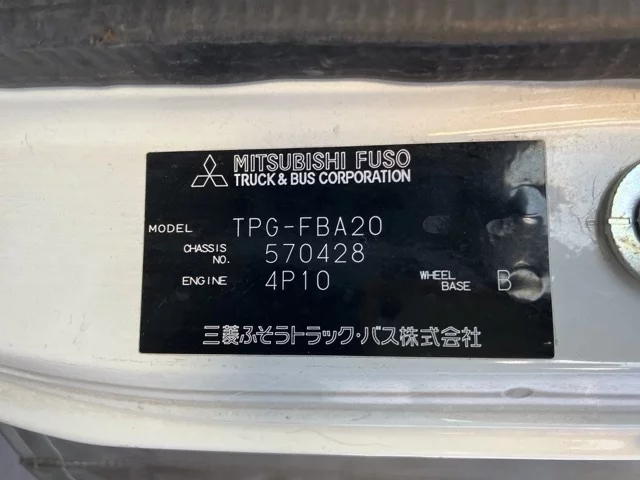 MITSUBISHI FUSO
TRUCK & BUS CORPORATION
MODEL TPG-FBA20
CHASSIS NO. 570428
ENGINE 4P10 WHEEL BASE B
三菱ふそうトラック・バス株式会社